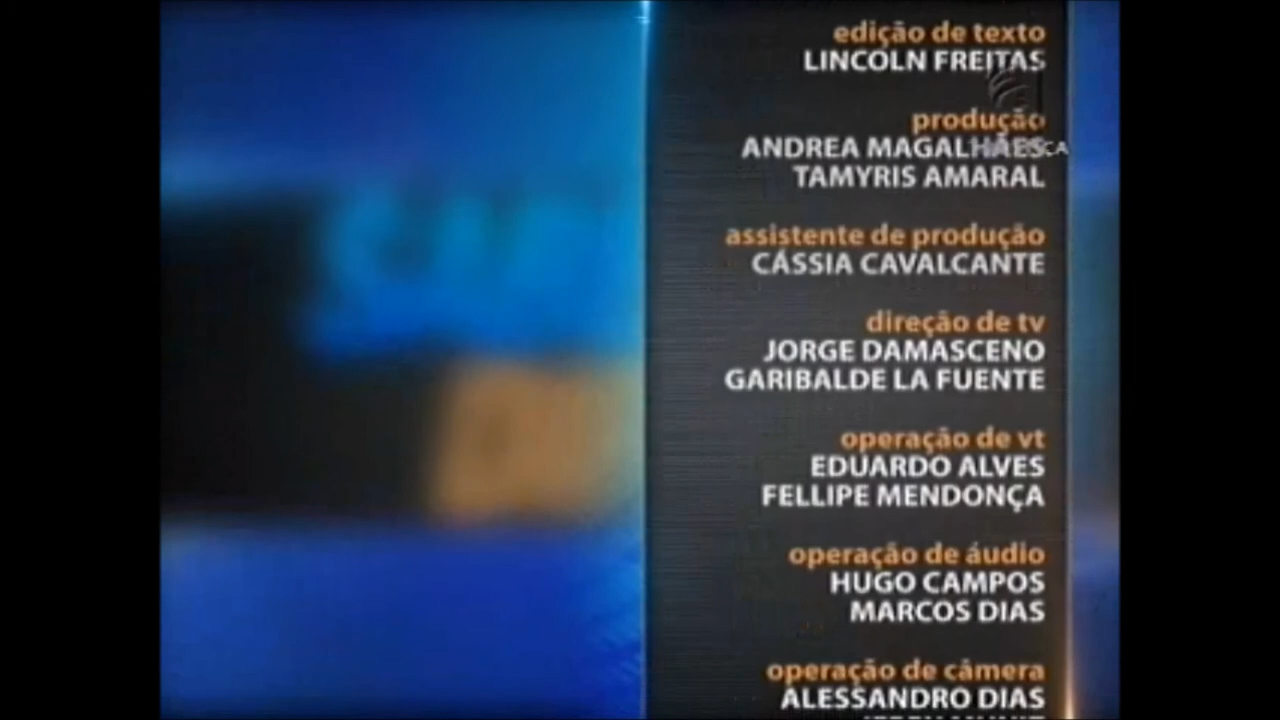 edição de texto
LINCOLN FREITAS
produção
ANDREA MAGALHÃES
TAMYRIS AMARAL
assistente de produção
CÁSSIA CAVALCANTE
direção de tv
JORGE DAMASCENO
GARIBALDE LA FUENTE
operação de vt
EDUARDO ALVES
FELLIPE MENDONÇA
operação de áudio
HUGO CAMPOS
MARCOS DIAS
operação de câmera
ALESSANDRO DIAS